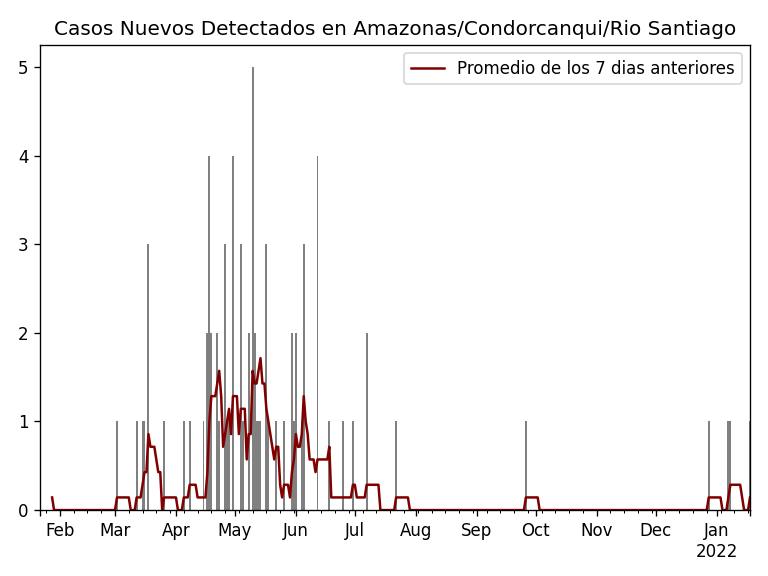 Casos Nuevos Detectados en Amazonas/Condorcanqui/Rio Santiago
Promedio de los 7 dias anteriores
5
4
3
2
1
0
Feb Mar Apr May Jun Jul Aug Sep Oct Nov Dec Jan
2022